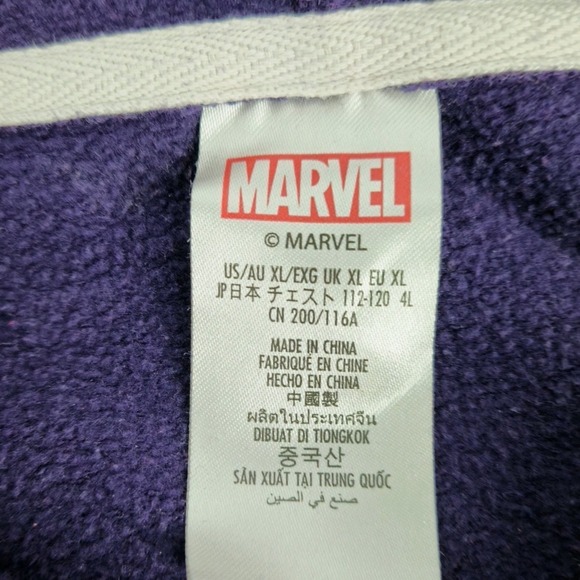 MARVEL
© MARVEL
US/AU XL/EXG UK XL EU XL
JP日本 チェスト 112-120 4L
CN 200/116A
MADE IN CHINA
FABRIQUÉ EN CHINE
HECHO EN CHINA
中國製
ผลิตในประเทศจีน
DIBUAT DI TIONGKOK
중국산
SẢN XUẤT TẠI TRUNG QUỐC
صنع في الصين